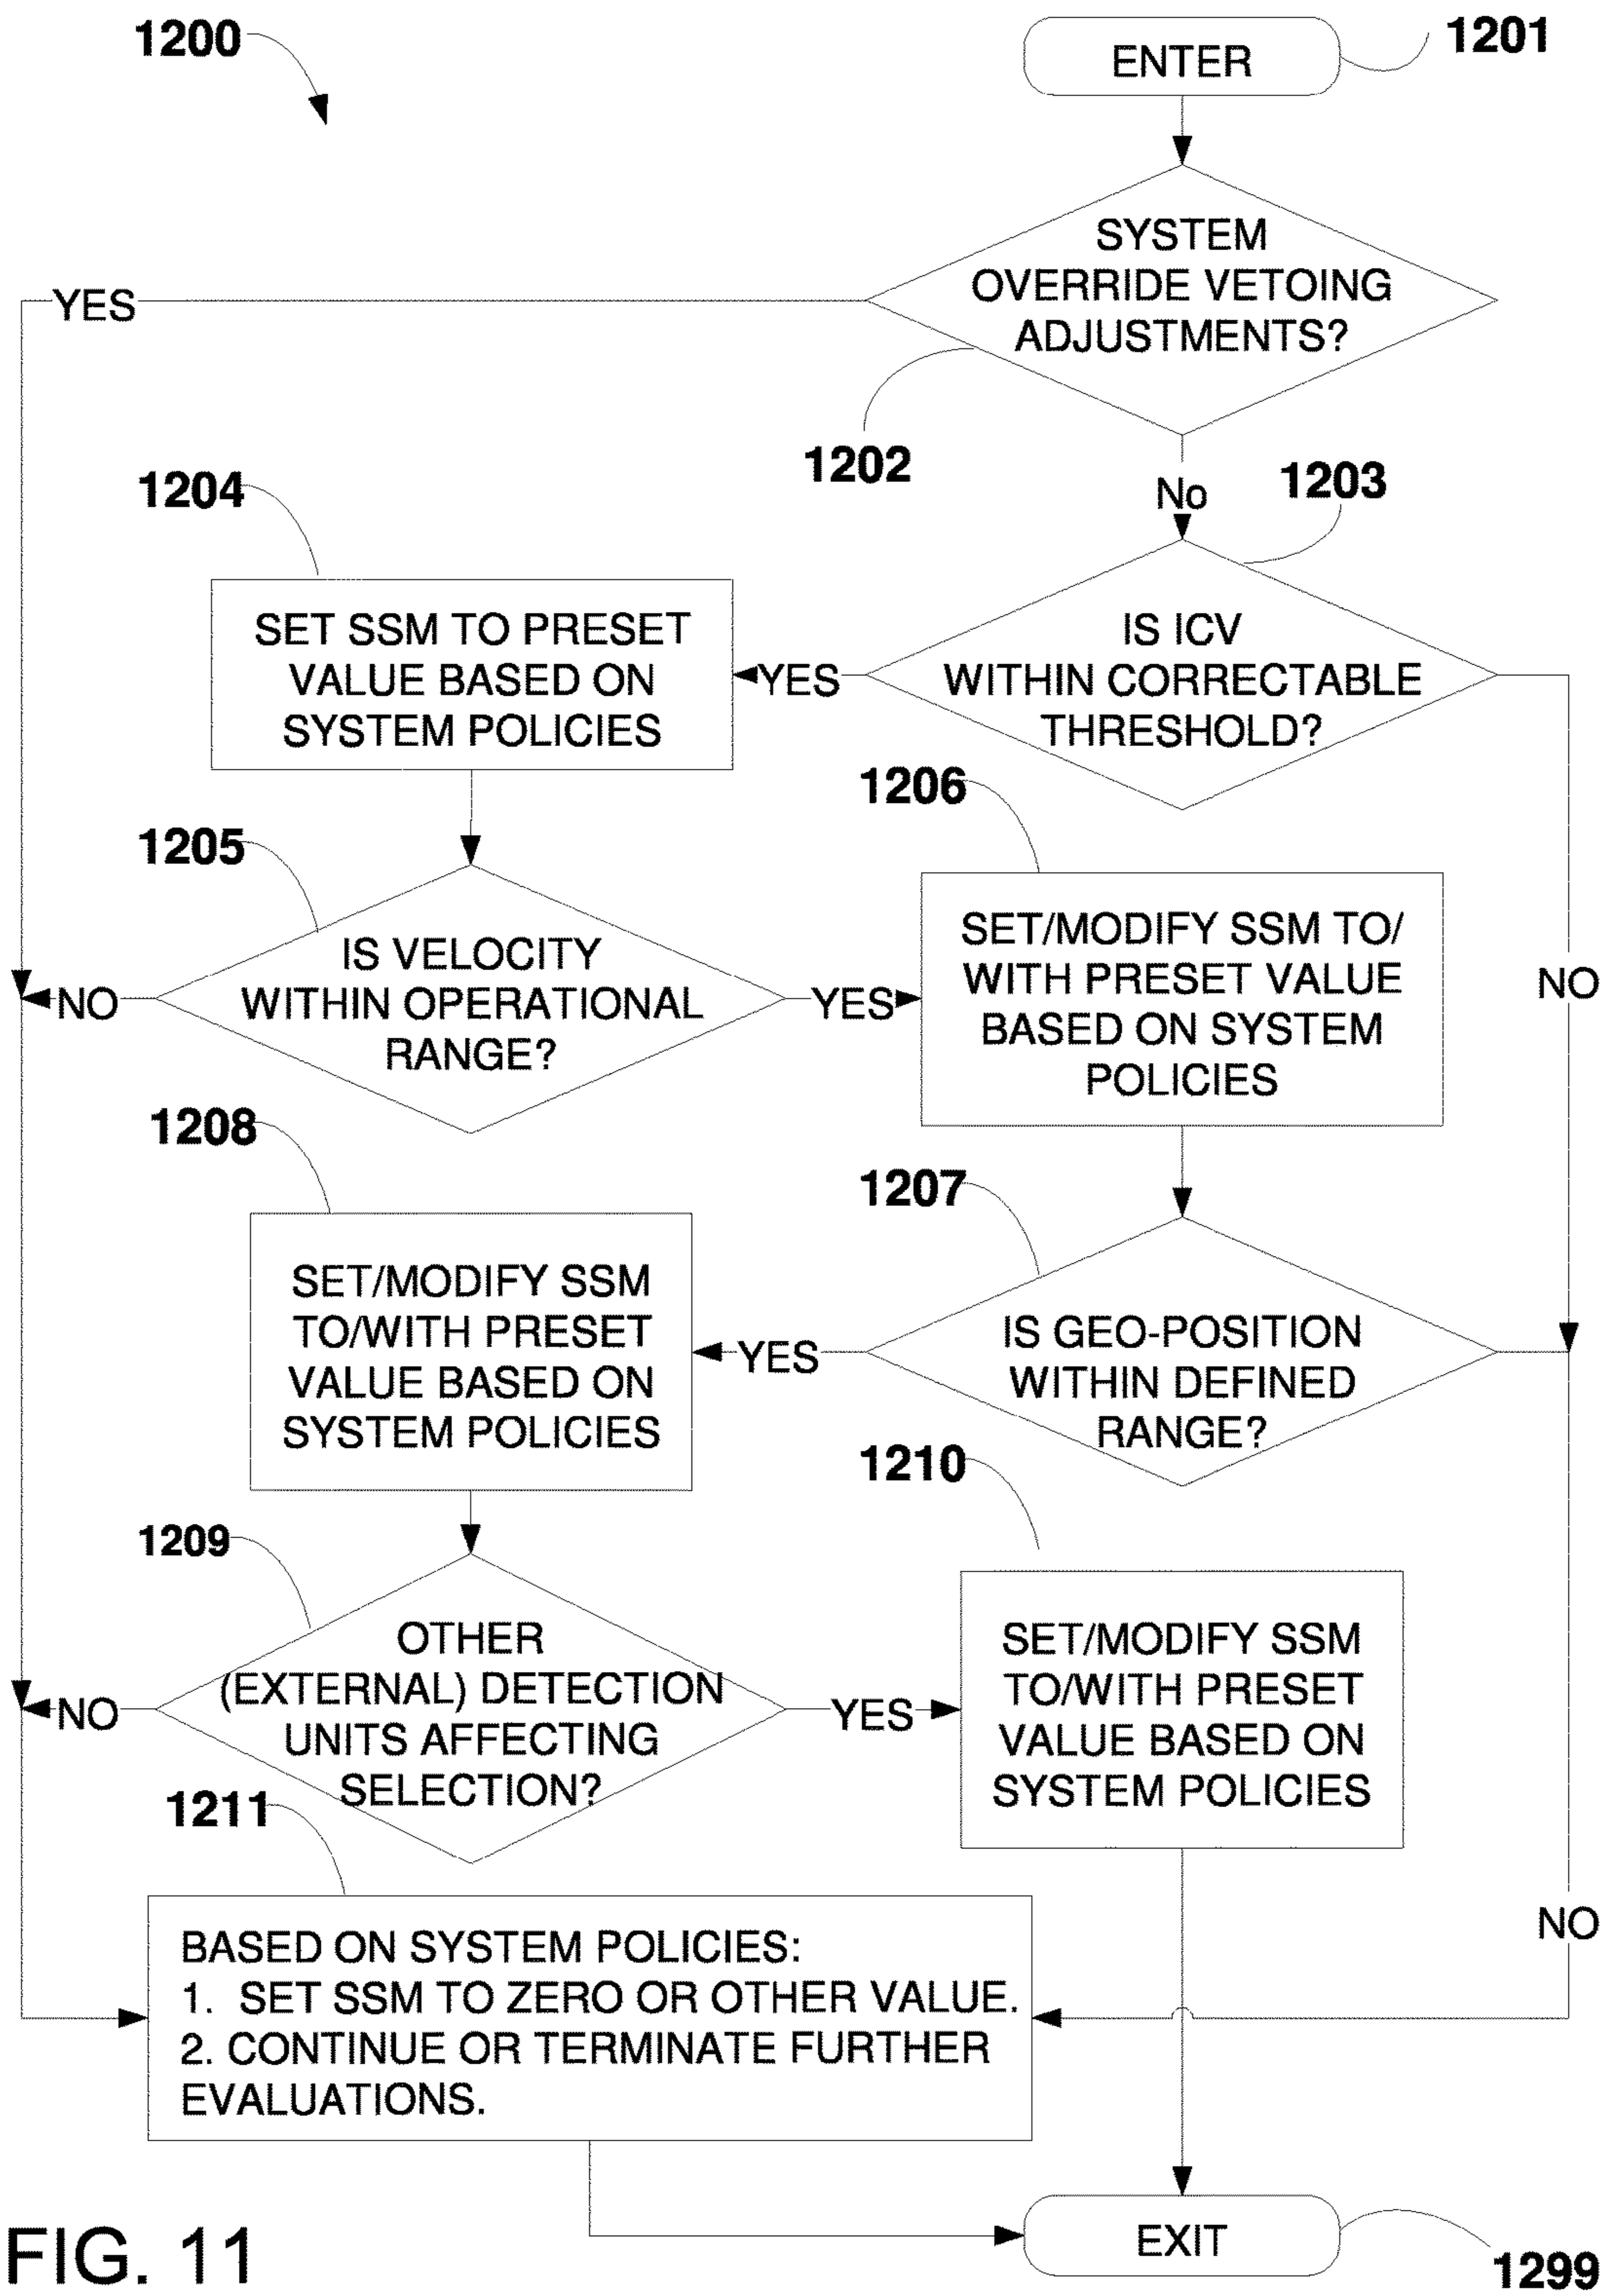 1200
ENTER
1201
SYSTEM
OVERRIDE VETOING
ADJUSTMENTS?
YES
1202
No
1203
1204
SET SSM TO PRESET
VALUE BASED ON
SYSTEM POLICIES
YES
IS ICV
WITHIN CORRECTABLE
THRESHOLD?
1205
1206
IS VELOCITY
WITHIN OPERATIONAL
RANGE?
NO
YES
SET/MODIFY SSM TO/
WITH PRESET VALUE
BASED ON SYSTEM
POLICIES
NO
1208
1207
SET/MODIFY SSM
TO/WITH PRESET
VALUE BASED ON
SYSTEM POLICIES
YES
IS GEO-POSITION
WITHIN DEFINED
RANGE?
1209
1210
OTHER
(EXTERNAL) DETECTION
UNITS AFFECTING
SELECTION?
NO
YES
SET/MODIFY SSM
TO/WITH PRESET
VALUE BASED ON
SYSTEM POLICIES
1211
BASED ON SYSTEM POLICIES:
1. SET SSM TO ZERO OR OTHER VALUE.
2. CONTINUE OR TERMINATE FURTHER
EVALUATIONS.
NO
EXIT
1299
FIG. 11